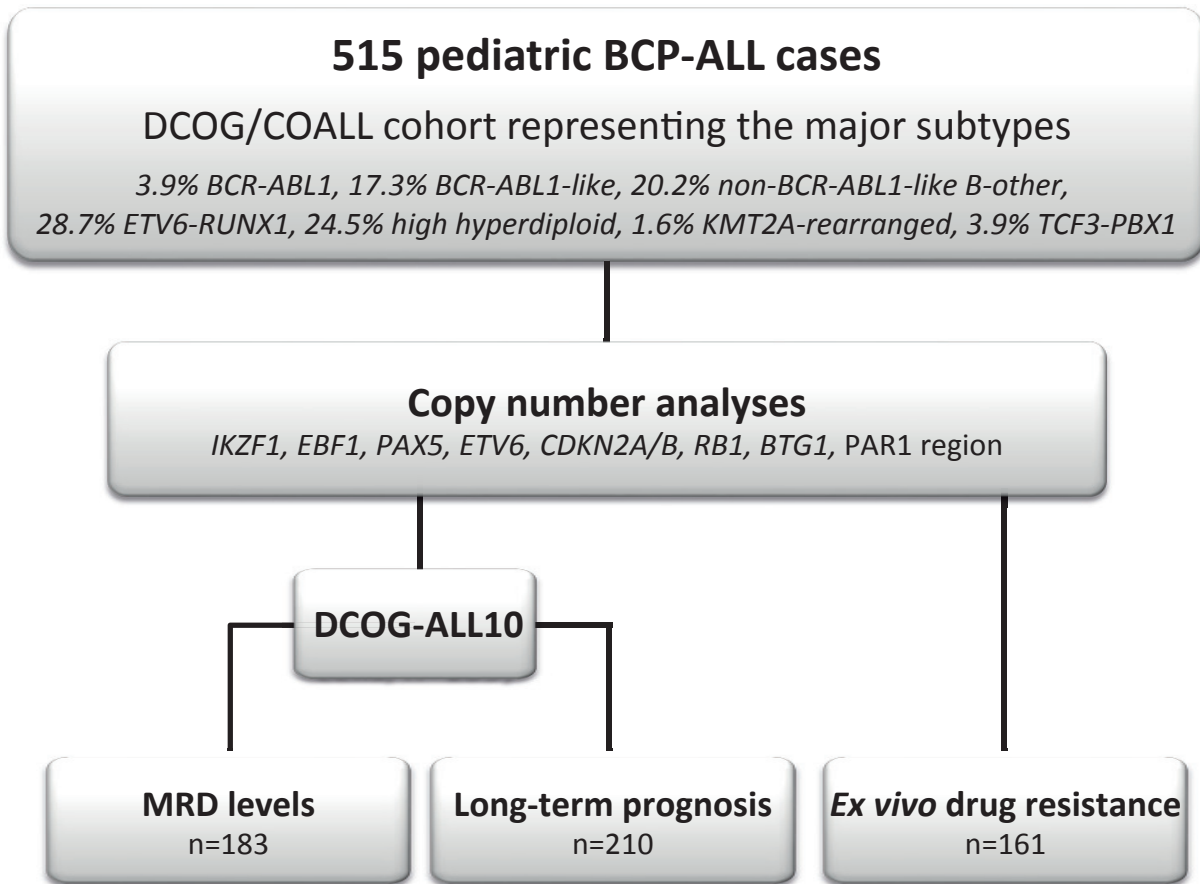 515 pediatric BCP-ALL cases
DCOG/COALL cohort representing the major subtypes
3.9% BCR-ABL1, 17.3% BCR-ABL1-like, 20.2% non-BCR-ABL1-like B-other,
28.7% ETV6-RUNX1, 24.5% high hyperdiploid, 1.6% KMT2A-rearranged, 3.9% TCF3-PBX1
Copy number analyses
IKZF1, EBF1, PAX5, ETV6, CDKN2A/B, RB1, BTG1, PAR1 region
DCOG-ALL10
MRD levels
n=183
Long-term prognosis
n=210
Ex vivo drug resistance
n=161